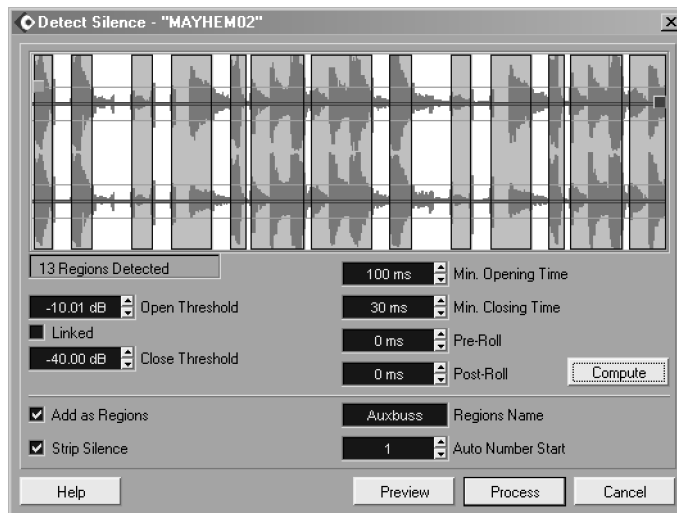 Detect Silence - "MAYHEM02"
13 Regions Detected
100 ms Min. Opening Time
-10.01 dB Open Threshold
30 ms Min. Closing Time
Linked
0 ms Pre-Roll
-40.00 dB Close Threshold
0 ms Post-Roll
Compute
Add as Regions
Auxbuss Regions Name
Strip Silence
1 Auto Number Start
Help
Preview
Process
Cancel